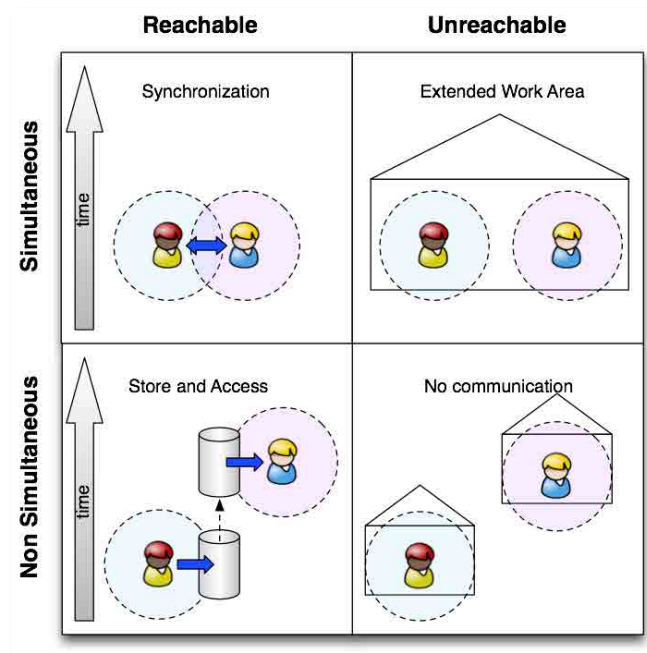 Reachable
Unreachable
Simultaneous
time
Synchronization
Extended Work Area
Non Simultaneous
time
Store and Access
No communication